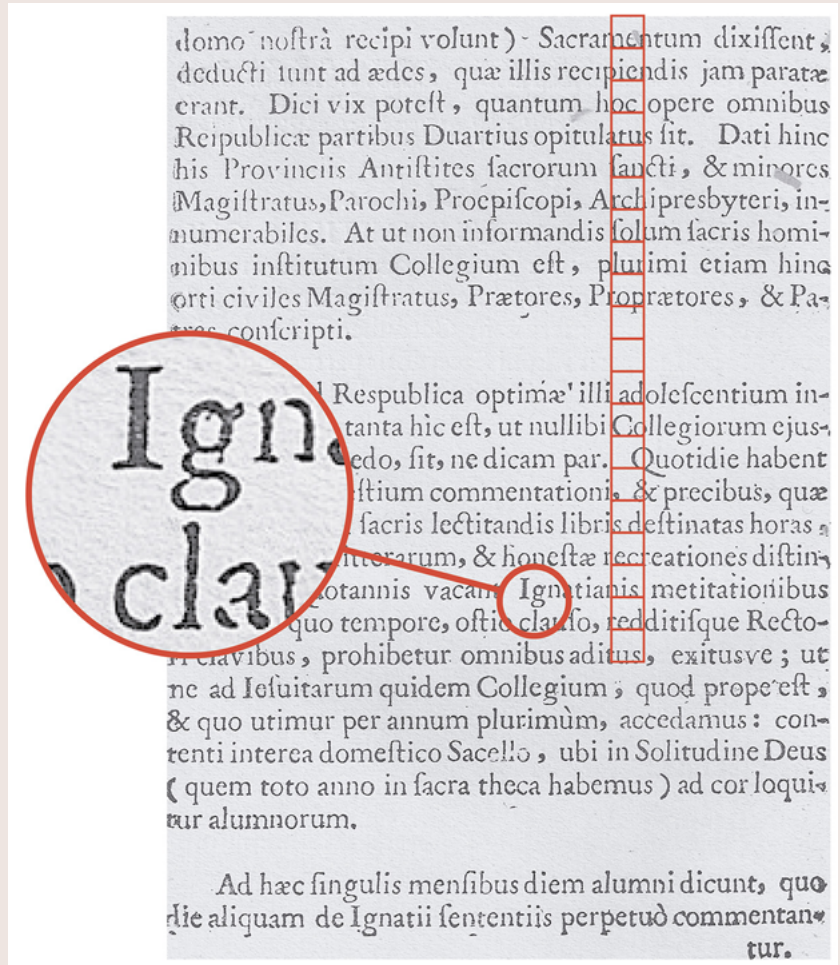 domo noſtrà recipi volunt) - Sacramentum dixiſſent,
deducti ſunt ad ædes, quæ illis recipiendis jam paratæ
erant. Dici vix poteſt, quantum hoc opere omnibus
Reipublicæ partibus Duartius opitulatus ſit. Dati hinc
his Provinciis Antiſtites ſacrorum ſancti, & minores
Magiſtratus, Parochi, Proepiſcopi, Archipresbyteri, in-
numerabiles. At ut non informandis ſolum ſacris homi-
nibus inſtitutum Collegium eſt, plurimi etiam hinc
orti civiles Magiſtratus, Prætores, Proprætores, & Pa-
tres conſcripti.
Reſpublica optimæ illi adoleſcentium in-
tanta hîc eſt, ut nullibi Collegiorum ejus-
edo, ſit, ne dicam par. Quotidie habent
eſtium commentationi, & precibus, quæ
ſacris lectitandis libris deſtinatas horas,
itterarum, & honeſtæ recreationes diſtin,
otannis vacant Ignatianis metitationibus
quo tempore, oſtio clauſo, redditiſque Recto-
ri clavibus, prohibetur omnibus aditus, exitusve; ut
ne ad Ieſuitarum quidem Collegium, quod prope eſt,
& quo utimur per annum plurimùm, accedamus: con-
tenti interea domeſtico Sacello, ubi in Solitudine Deus
( quem toto anno in ſacra theca habemus ) ad cor loqui-
tur alumnorum.
Ad hæc ſingulis menſibus diem alumni dicunt, quo
die aliquam de Ignatii ſententiis perpetuò commentan-
tur.
Ign
clau